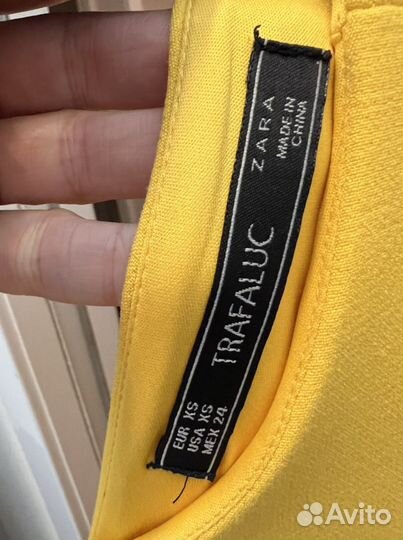 EUR XS
USA XS
MEX 24
TRAFALUC
ZARA
MADE IN
CHINA
Avito